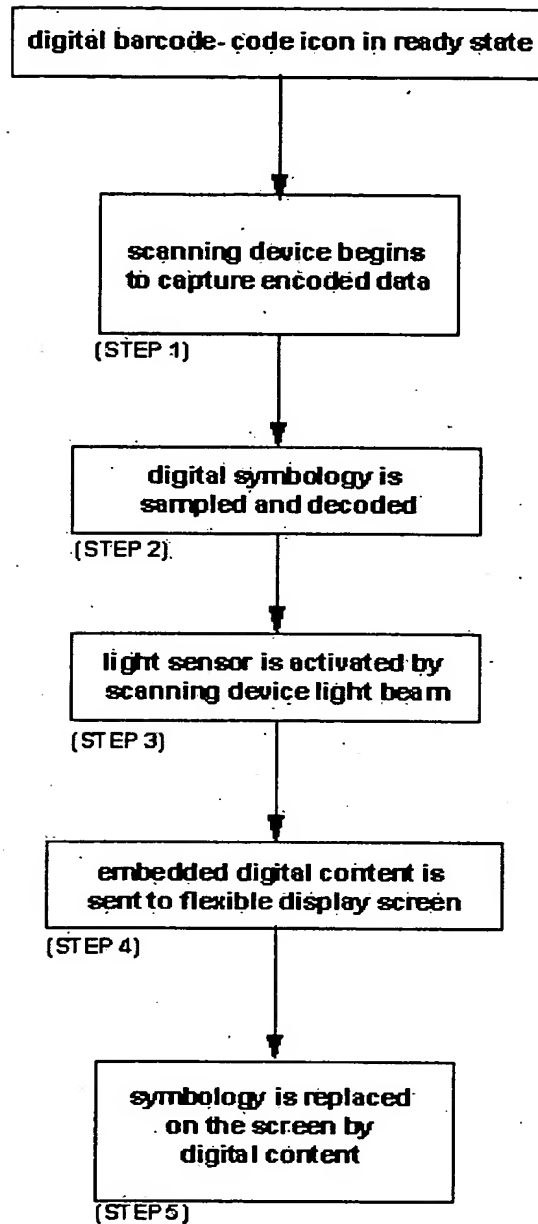 digital barcode- code icon in ready state
scanning device begins
to capture encoded data
(STEP 1)
digital symbology is
sampled and decoded
(STEP 2)
light sensor is activated by
scanning device light beam
(STEP 3)
embedded digital content is
sent to flexible display screen
(STEP 4)
symbology is replaced
on the screen by
digital content
(STEP 5)